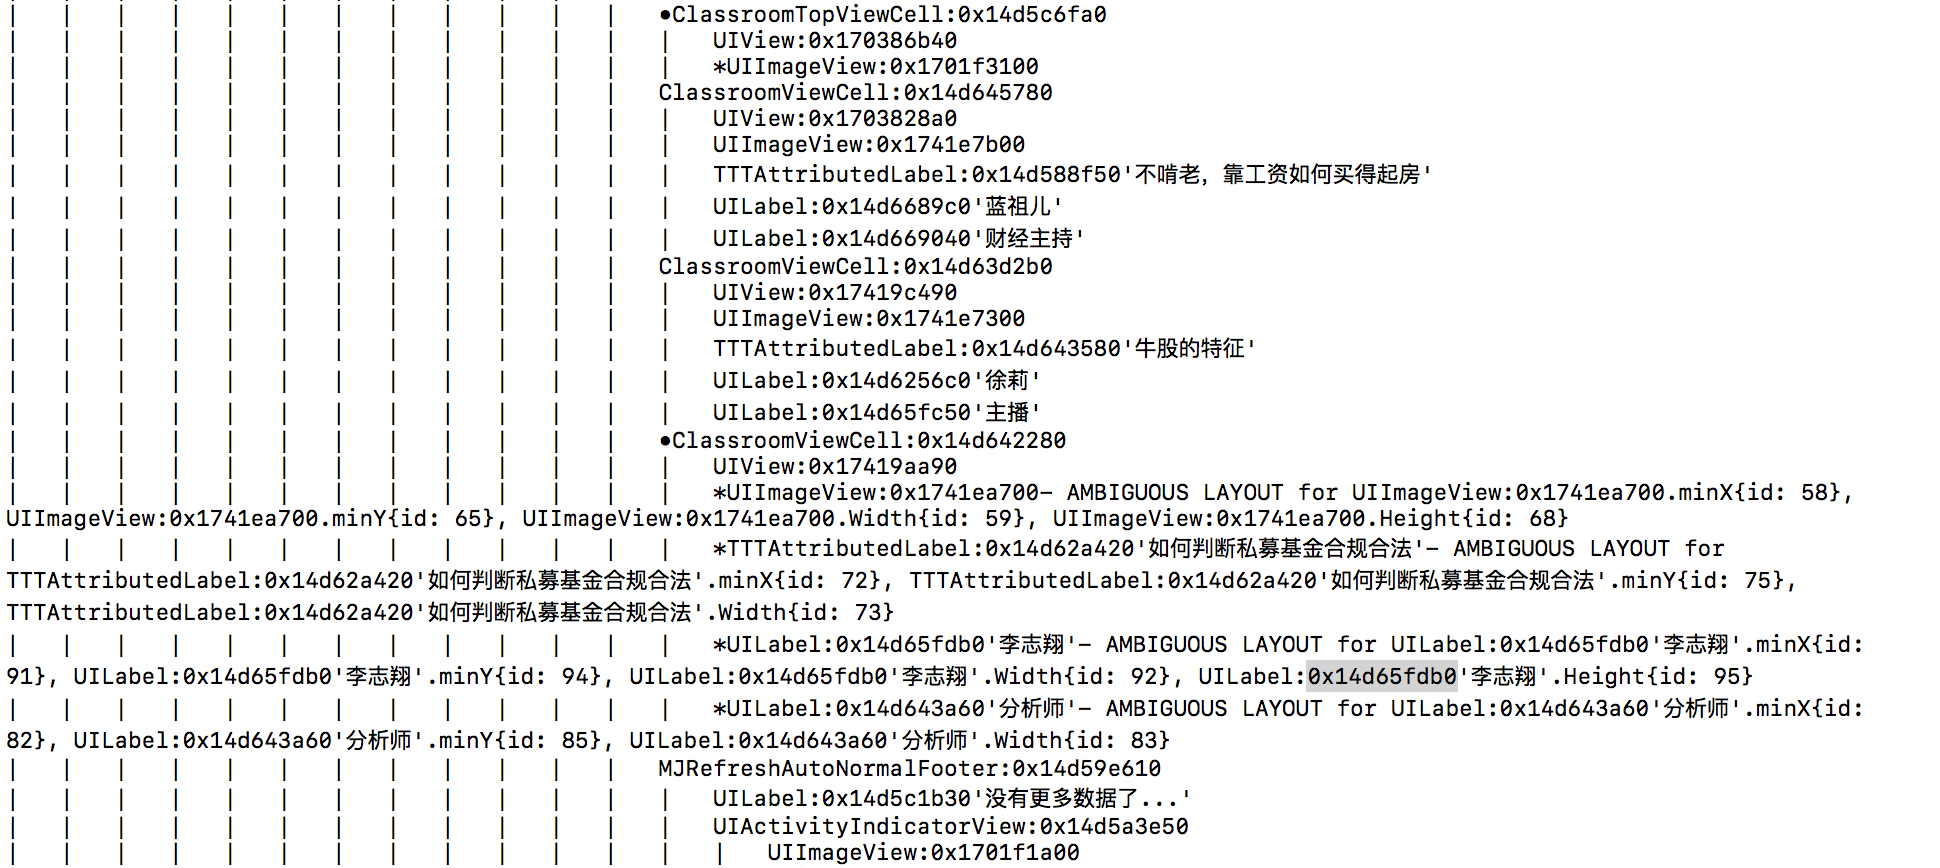 |   |   |   |   |   |   |   |   |   |   |   |   ●ClassroomTopViewCell:0x14d5c6fa0
|   |   |   |   |   |   |   |   |   |   |   |   |   UIView:0x170386b40
|   |   |   |   |   |   |   |   |   |   |   |   |   *UIImageView:0x1701f3100
|   |   |   |   |   |   |   |   |   |   |   |   ClassroomViewCell:0x14d645780
|   |   |   |   |   |   |   |   |   |   |   |   |   UIView:0x1703828a0
|   |   |   |   |   |   |   |   |   |   |   |   |   UIImageView:0x1741e7b00
|   |   |   |   |   |   |   |   |   |   |   |   |   TTTAttributedLabel:0x14d588f50'不啃老，靠工资如何买得起房'
|   |   |   |   |   |   |   |   |   |   |   |   |   UILabel:0x14d6689c0'蓝祖儿'
|   |   |   |   |   |   |   |   |   |   |   |   |   UILabel:0x14d669040'财经主持'
|   |   |   |   |   |   |   |   |   |   |   |   ClassroomViewCell:0x14d63d2b0
|   |   |   |   |   |   |   |   |   |   |   |   |   UIView:0x17419c490
|   |   |   |   |   |   |   |   |   |   |   |   |   UIImageView:0x1741e7300
|   |   |   |   |   |   |   |   |   |   |   |   |   TTTAttributedLabel:0x14d643580'牛股的特征'
|   |   |   |   |   |   |   |   |   |   |   |   |   UILabel:0x14d6256c0'徐莉'
|   |   |   |   |   |   |   |   |   |   |   |   |   UILabel:0x14d65fc50'主播'
|   |   |   |   |   |   |   |   |   |   |   |   ●ClassroomViewCell:0x14d642280
|   |   |   |   |   |   |   |   |   |   |   |   |   UIView:0x17419aa90
|   |   |   |   |   |   |   |   |   |   |   |   |   *UIImageView:0x1741ea700- AMBIGUOUS LAYOUT for UIImageView:0x1741ea700.minX{id: 58},
UIImageView:0x1741ea700.minY{id: 65}, UIImageView:0x1741ea700.Width{id: 59}, UIImageView:0x1741ea700.Height{id: 68}
|   |   |   |   |   |   |   |   |   |   |   |   |   *TTTAttributedLabel:0x14d62a420'如何判断私募基金合规合法'- AMBIGUOUS LAYOUT for
TTTAttributedLabel:0x14d62a420'如何判断私募基金合规合法'.minX{id: 72}, TTTAttributedLabel:0x14d62a420'如何判断私募基金合规合法'.minY{id: 75},
TTTAttributedLabel:0x14d62a420'如何判断私募基金合规合法'.Width{id: 73}
|   |   |   |   |   |   |   |   |   |   |   |   |   *UILabel:0x14d65fdb0'李志翔'- AMBIGUOUS LAYOUT for UILabel:0x14d65fdb0'李志翔'.minX{id:
91}, UILabel:0x14d65fdb0'李志翔'.minY{id: 94}, UILabel:0x14d65fdb0'李志翔'.Width{id: 92}, UILabel:0x14d65fdb0'李志翔'.Height{id: 95}
|   |   |   |   |   |   |   |   |   |   |   |   |   *UILabel:0x14d643a60'分析师'- AMBIGUOUS LAYOUT for UILabel:0x14d643a60'分析师'.minX{id:
82}, UILabel:0x14d643a60'分析师'.minY{id: 85}, UILabel:0x14d643a60'分析师'.Width{id: 83}
|   |   |   |   |   |   |   |   |   |   |   |   MJRefreshAutoNormalFooter:0x14d59e610
|   |   |   |   |   |   |   |   |   |   |   |   |   UILabel:0x14d5c1b30'没有更多数据了...'
|   |   |   |   |   |   |   |   |   |   |   |   |   UIActivityIndicatorView:0x14d5a3e50
|   |   |   |   |   |   |   |   |   |   |   |   |   |   UIImageView:0x1701f1a00